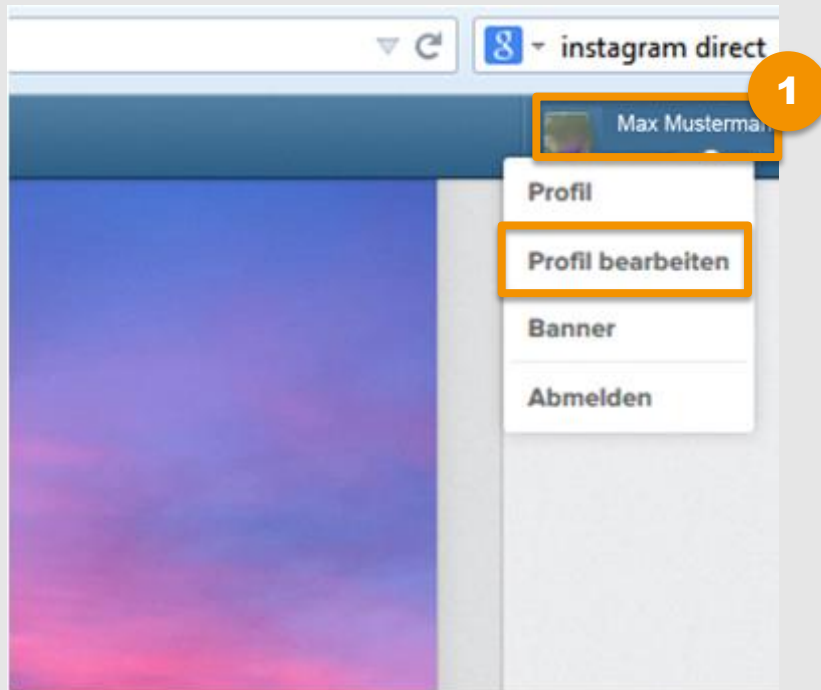 instagram direct
1
Max Musterman
Profil
Profil bearbeiten
Banner
Abmelden